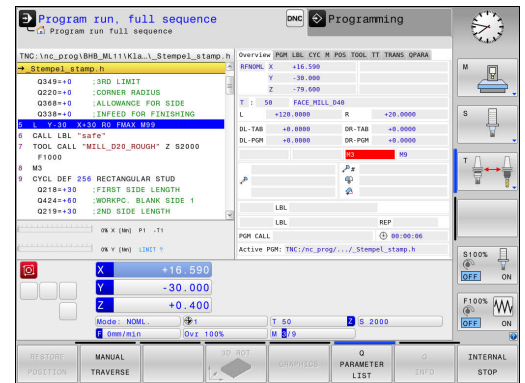 Program run, full sequence
DNC
Programming
Program run full sequence
TNC:\nc_prog\BHB_ML11\Kla…\_Stempel_stamp.h
→_Stempel_stamp.h
Q349=+0 ;3RD LIMIT
Q220=+0 ;CORNER RADIUS
Q368=+0 ;ALLOWANCE FOR SIDE
Q338=+0 ;INFEED FOR FINISHING
5 L Y-30 X+30 R0 FMAX M99
6 CALL LBL "safe"
7 TOOL CALL "MILL_D20_ROUGH" Z S2000
F1000
8 M3
9 CYCL DEF 256 RECTANGULAR STUD
Q218=+30 ;FIRST SIDE LENGTH
Q424=+60 ;WORKPC. BLANK SIDE 1
Q219=+30 ;2ND SIDE LENGTH
0% X [Nm] P1 -T1
0% Y [Nm] LIMIT Y
Overview PGM LBL CYC M POS TOOL TT TRANS QPARA
RFNOML X +16.590
Y -30.000
Z -79.600
T : 50 FACE_MILL_D40
L +120.0000 R +20.0000
DL-TAB +0.0000 DR-TAB +0.0000
DL-PGM +0.0000 DR-PGM +0.0000
M3 M9
LBL
LBL REP
PGM CALL 00:00:06
Active PGM: TNC:/nc_prog/.../_Stempel_stamp.h
X +16.590
Y -30.000
Z +0.400
Mode: NOML. 1 T 50 Z S 2000
F 0mm/min Ovr 100% M 3/9
M
S
T
S100%
OFF ON
F100%
OFF ON
RESTORE POSITION
MANUAL TRAVERSE
3D ROT
GRAPHICS
Q PARAMETER LIST
Q INFO
INTERNAL STOP